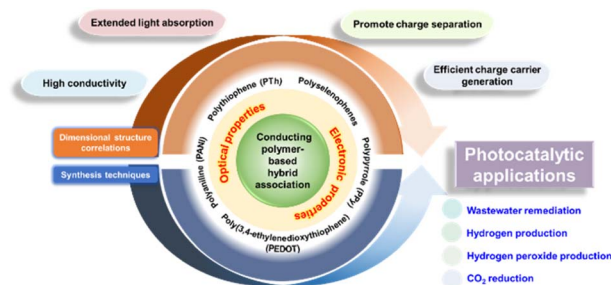 Extended light absorption
Promote charge separation
High conductivity
Efficient charge carrier
generation
Dimensional structure
correlations
Synthesis techniques
Polythiophene (PTh)
Polyselenophenes
Polyaniline (PANI)
Polypyrrole (PPy)
Poly(3,4-ethylenedioxythiophene)
(PEDOT)
Optical properties
Electronic properties
Conducting
polymer-
based
hybrid
association
Photocatalytic
applications
Wastewater remediation
Hydrogen production
Hydrogen peroxide production
CO₂ reduction